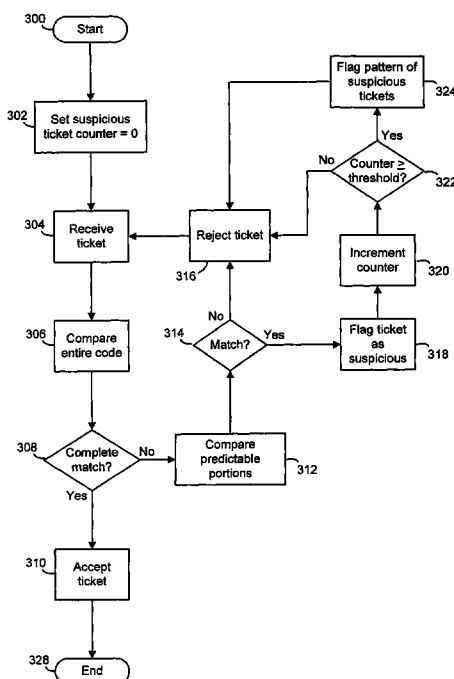 300
Start
302
Set suspicious
ticket counter = 0
304
Receive
ticket
306
Compare
entire code
308
Complete
match?
No
Yes
310
Accept
ticket
328
End
Compare
predictable
portions
312
314
Match?
No
Yes
Reject ticket
316
Flag ticket
as
suspicious
318
Increment
counter
320
Counter ≥
threshold?
322
No
Yes
Flag pattern of
suspicious
tickets
324